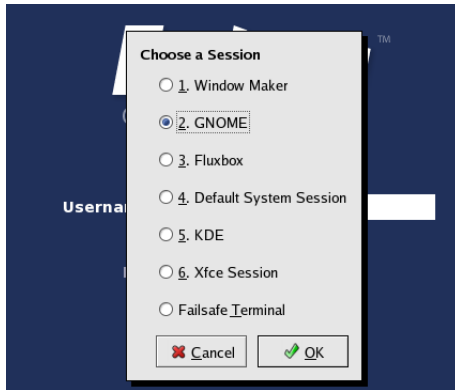 TM
Choose a Session
1. Window Maker
2. GNOME
3. Fluxbox
4. Default System Session
Userna
5. KDE
6. Xfce Session
Failsafe Terminal
Cancel
OK